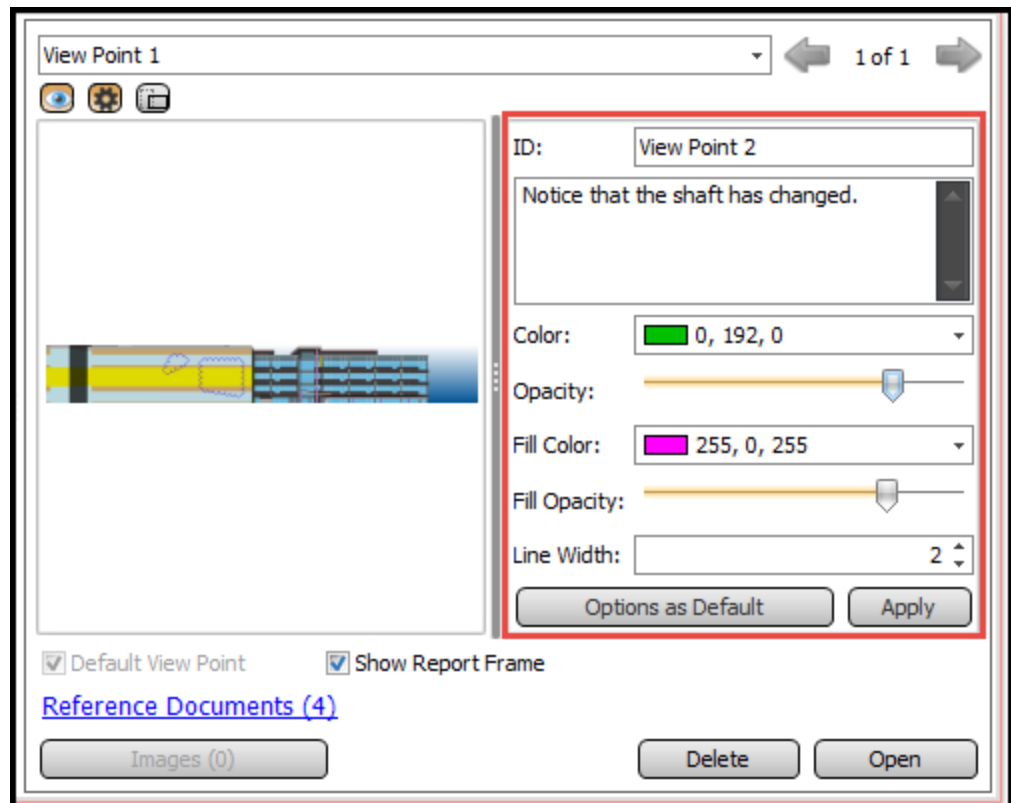 View Point 1
1 of 1
ID:
View Point 2
Notice that the shaft has changed.
Color:
0, 192, 0
Opacity:
Fill Color:
255, 0, 255
Fill Opacity:
Line Width:
2
Options as Default
Apply
Default View Point
Show Report Frame
Reference Documents (4)
Images (0)
Delete
Open